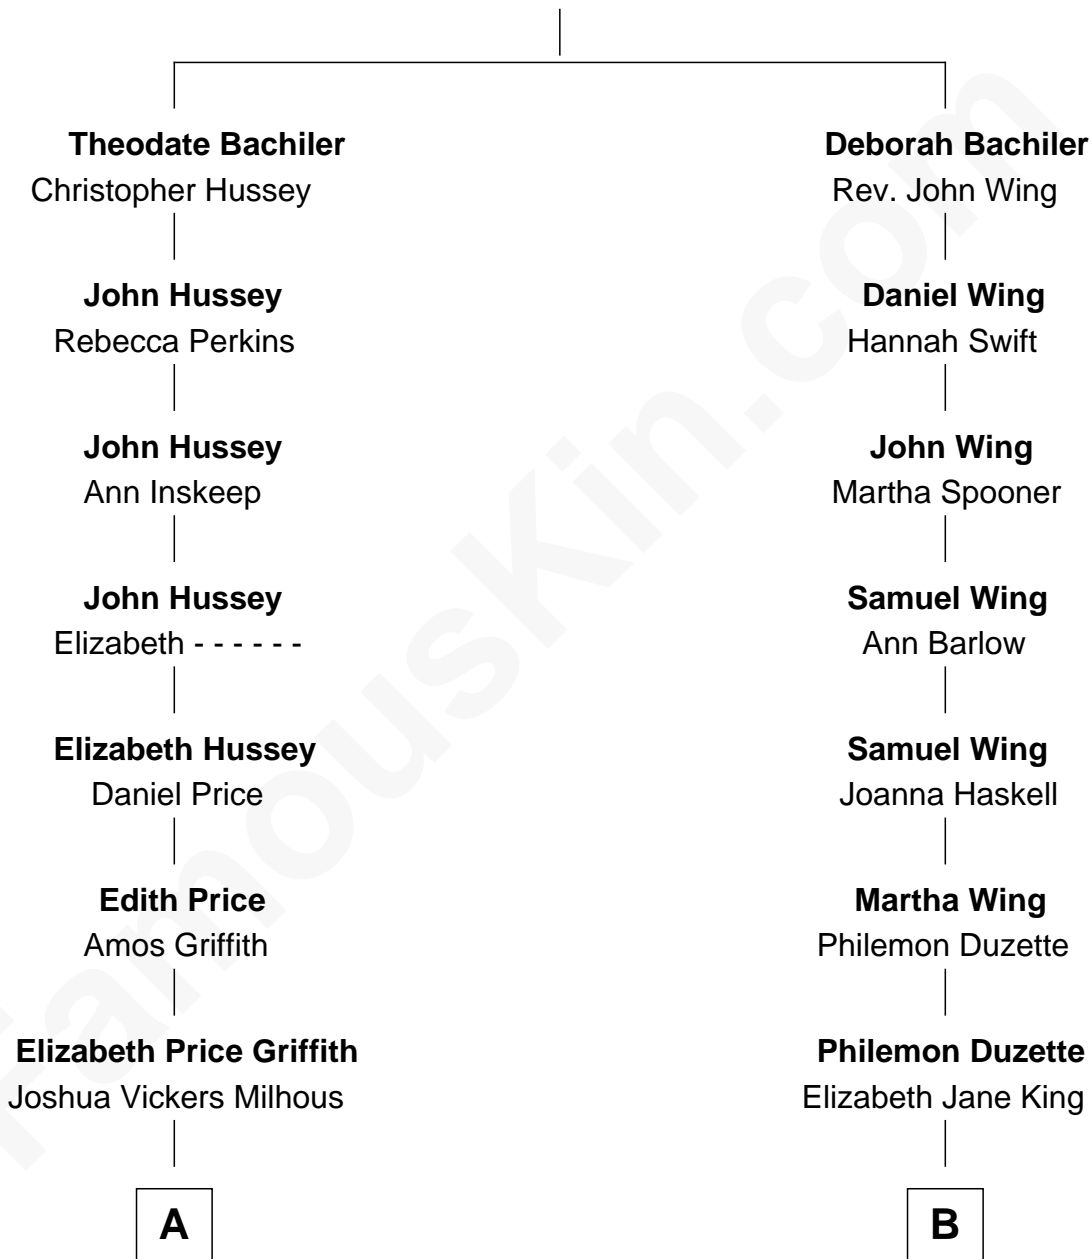 Theodate Bachiler
Christopher Hussey
John Hussey
Rebecca Perkins
John Hussey
Ann Inskeep
John Hussey
Elizabeth - - - - - -
Elizabeth Hussey
Daniel Price
Edith Price
Amos Griffith
Elizabeth Price Griffith
Joshua Vickers Milhous
A
Deborah Bachiler
Rev. John Wing
Daniel Wing
Hannah Swift
John Wing
Martha Spooner
Samuel Wing
Ann Barlow
Samuel Wing
Joanna Haskell
Martha Wing
Philemon Duzette
Philemon Duzette
Elizabeth Jane King
B
FamousKin.com